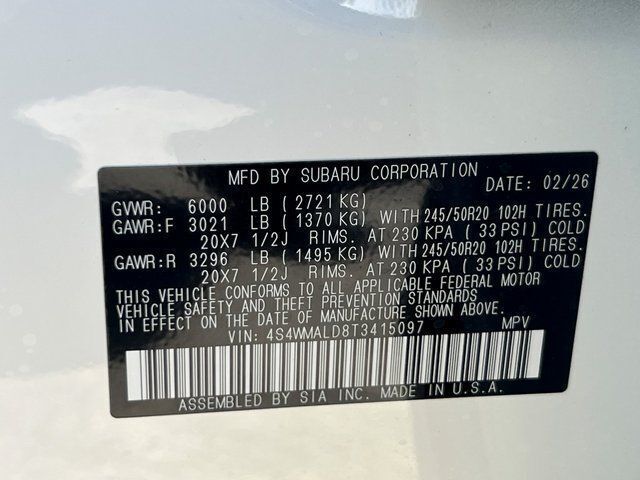 MFD BY SUBARU CORPORATION DATE: 02/26
GVWR: 6000 LB ( 2721 KG)
GAWR:F 3021 LB ( 1370 KG) WITH 245/50R20 102H TIRES.
20X7 1/2J RIMS. AT 230 KPA ( 33 PSI) COLD
GAWR:R 3296 LB ( 1495 KG) WITH 245/50R20 102H TIRES.
20X7 1/2J RIMS. AT 230 KPA ( 33 PSI) COLD
THIS VEHICLE CONFORMS TO ALL APPLICABLE FEDERAL MOTOR
VEHICLE SAFETY AND THEFT PREVENTION STANDARDS
IN EFFECT ON THE DATE OF MANUFACTURE SHOWN ABOVE.
VIN: 4S4WMALD8T3415097 MPV
ASSEMBLED BY SIA INC. MADE IN U.S.A.